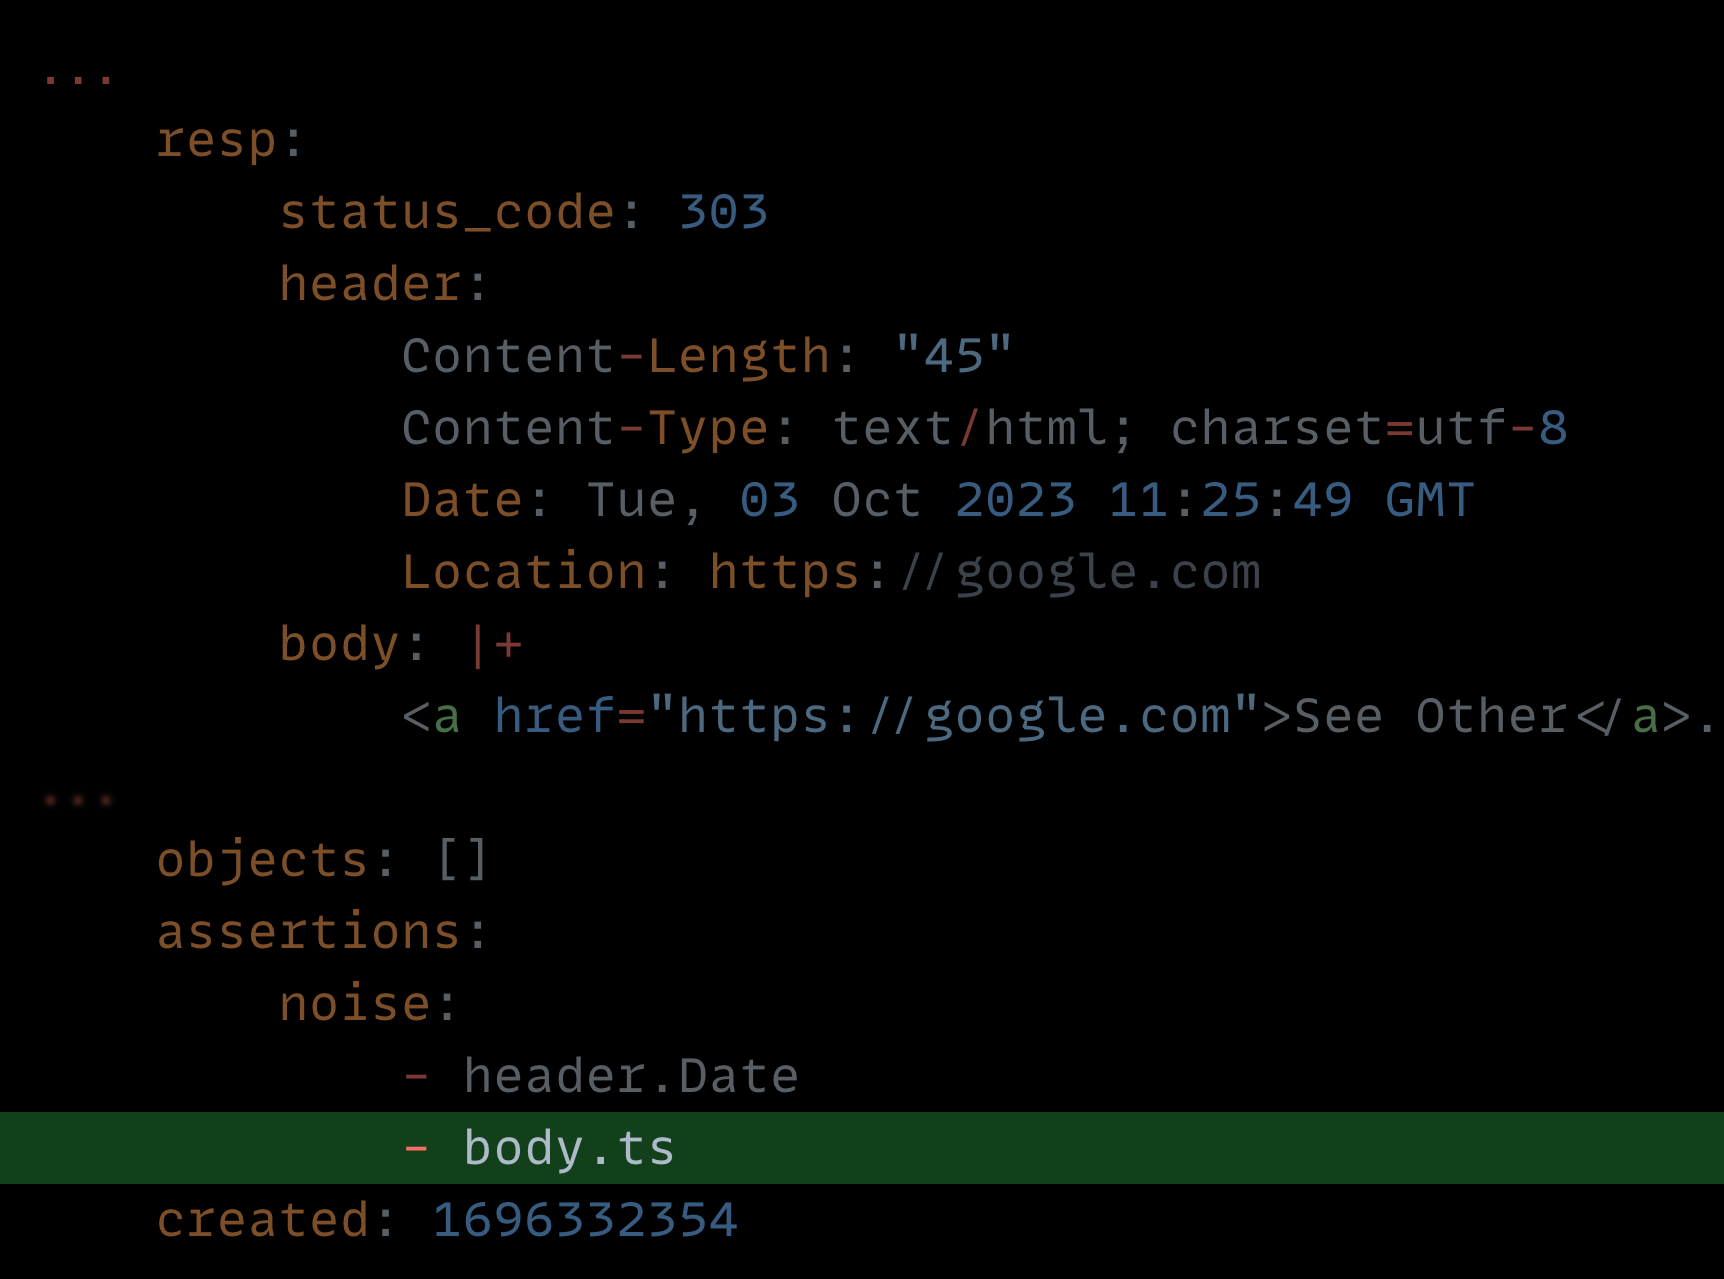 ...
resp:
status_code: 303
header:
Content-Length: "45"
Content-Type: text/html; charset=utf-8
Date: Tue, 03 Oct 2023 11:25:49 GMT
Location: https://google.com
body: |+
<a href="https://google.com">See Other</a>.
...
objects: []
assertions:
noise:
- header.Date
- body.ts
created: 1696332354